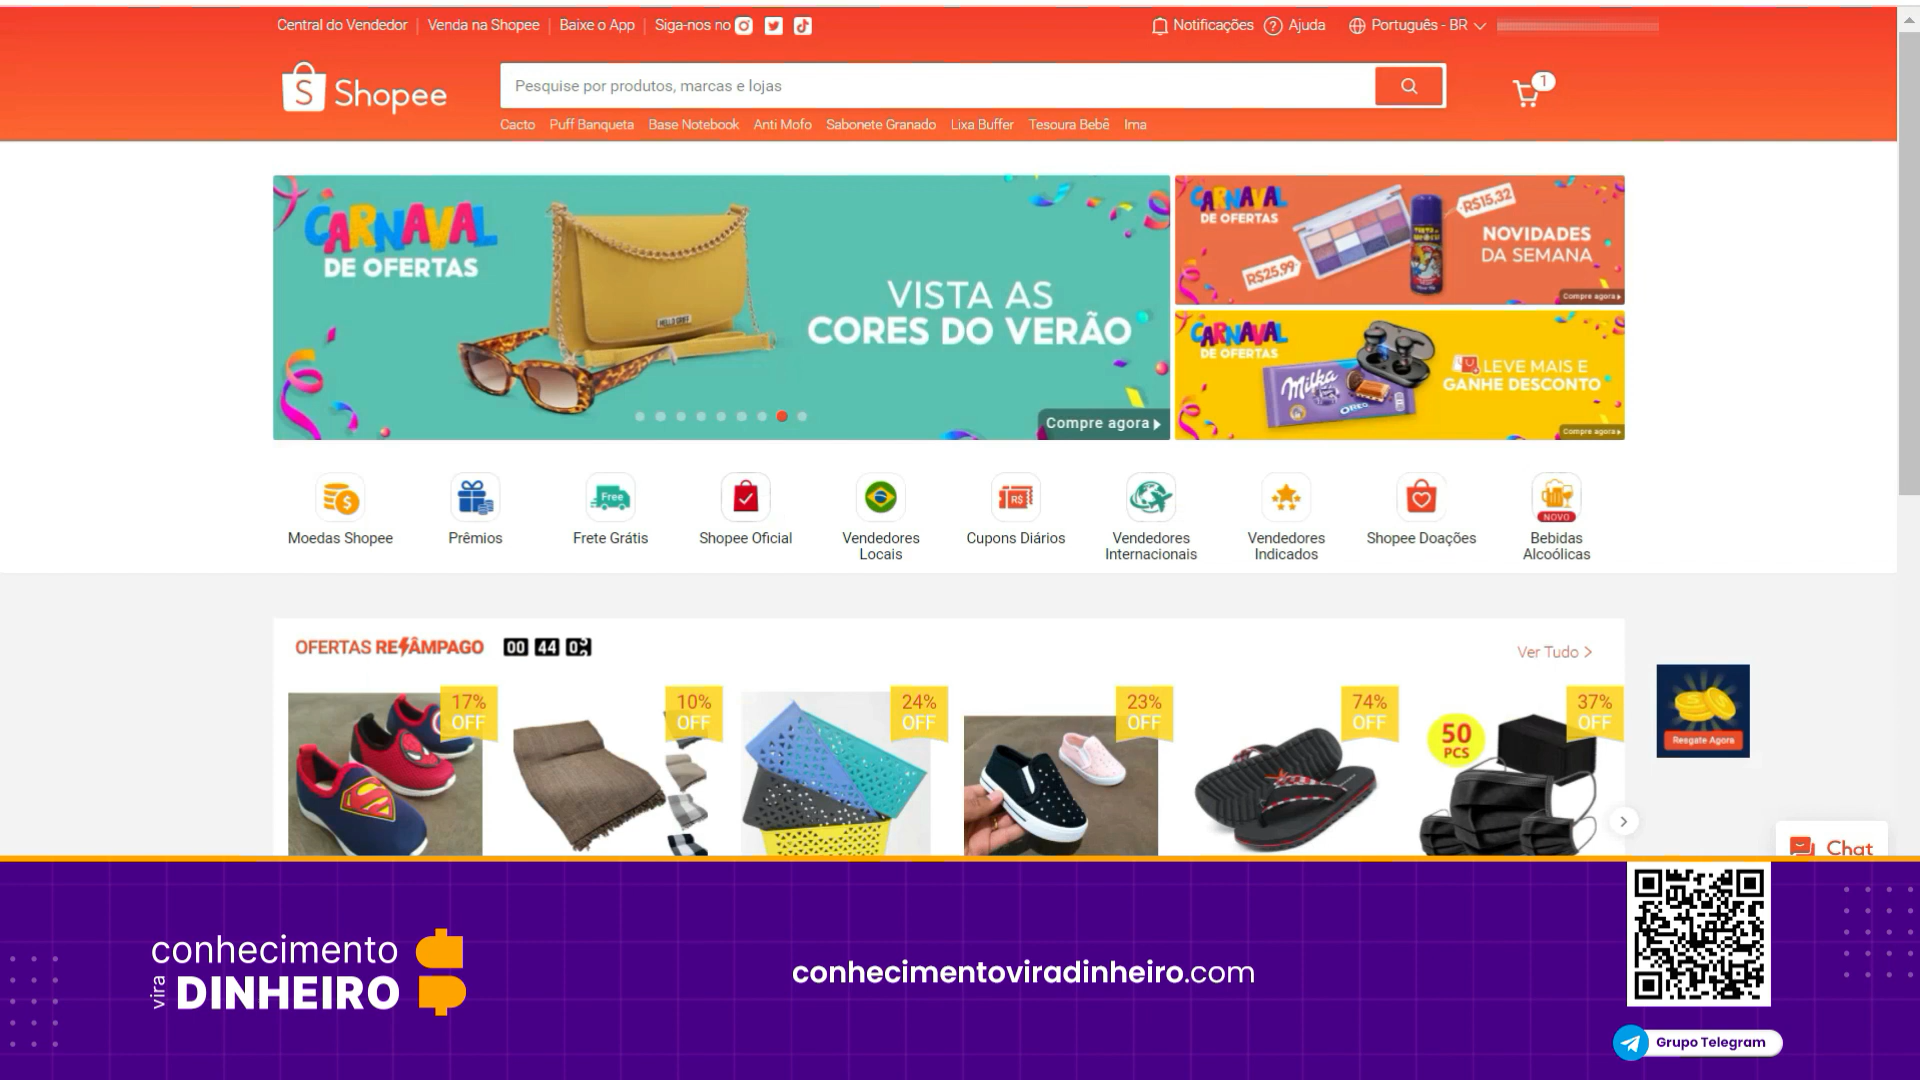 Central do Vendedor | Venda na Shopee | Baixe o App | Siga-nos no
Notificações ? Ajuda Português - BR
S Shopee
Pesquise por produtos, marcas e lojas
1
Cacto Puff Banqueta Base Notebook Anti Mofo Sabonete Granado Lixa Buffer Tesoura Bebê Ima
CARNAVAL
DE OFERTAS
VISTA AS
CORES DO VERÃO
Compre agora
CARNAVAL
DE OFERTAS
R$25,99
R$15,32
NOVIDADES
DA SEMANA
Compre agora
CARNAVAL
DE OFERTAS
Milka
OREO
LEVE MAIS E
GANHE DESCONTO
Compre agora
Free
R$
NOVO
Moedas Shopee
Prêmios
Frete Grátis
Shopee Oficial
Vendedores
Locais
Cupons Diários
Vendedores
Internacionais
Vendedores
Indicados
Shopee Doações
Bebidas
Alcoólicas
OFERTAS RELÂMPAGO 00 44
Ver Tudo >
17%
OFF
10%
OFF
24%
OFF
23%
OFF
74%
OFF
50
PCS
37%
OFF
Resgate Agora
Chat
conhecimento
vira DINHEIRO
conhecimentoviradinheiro.com
Grupo Telegram